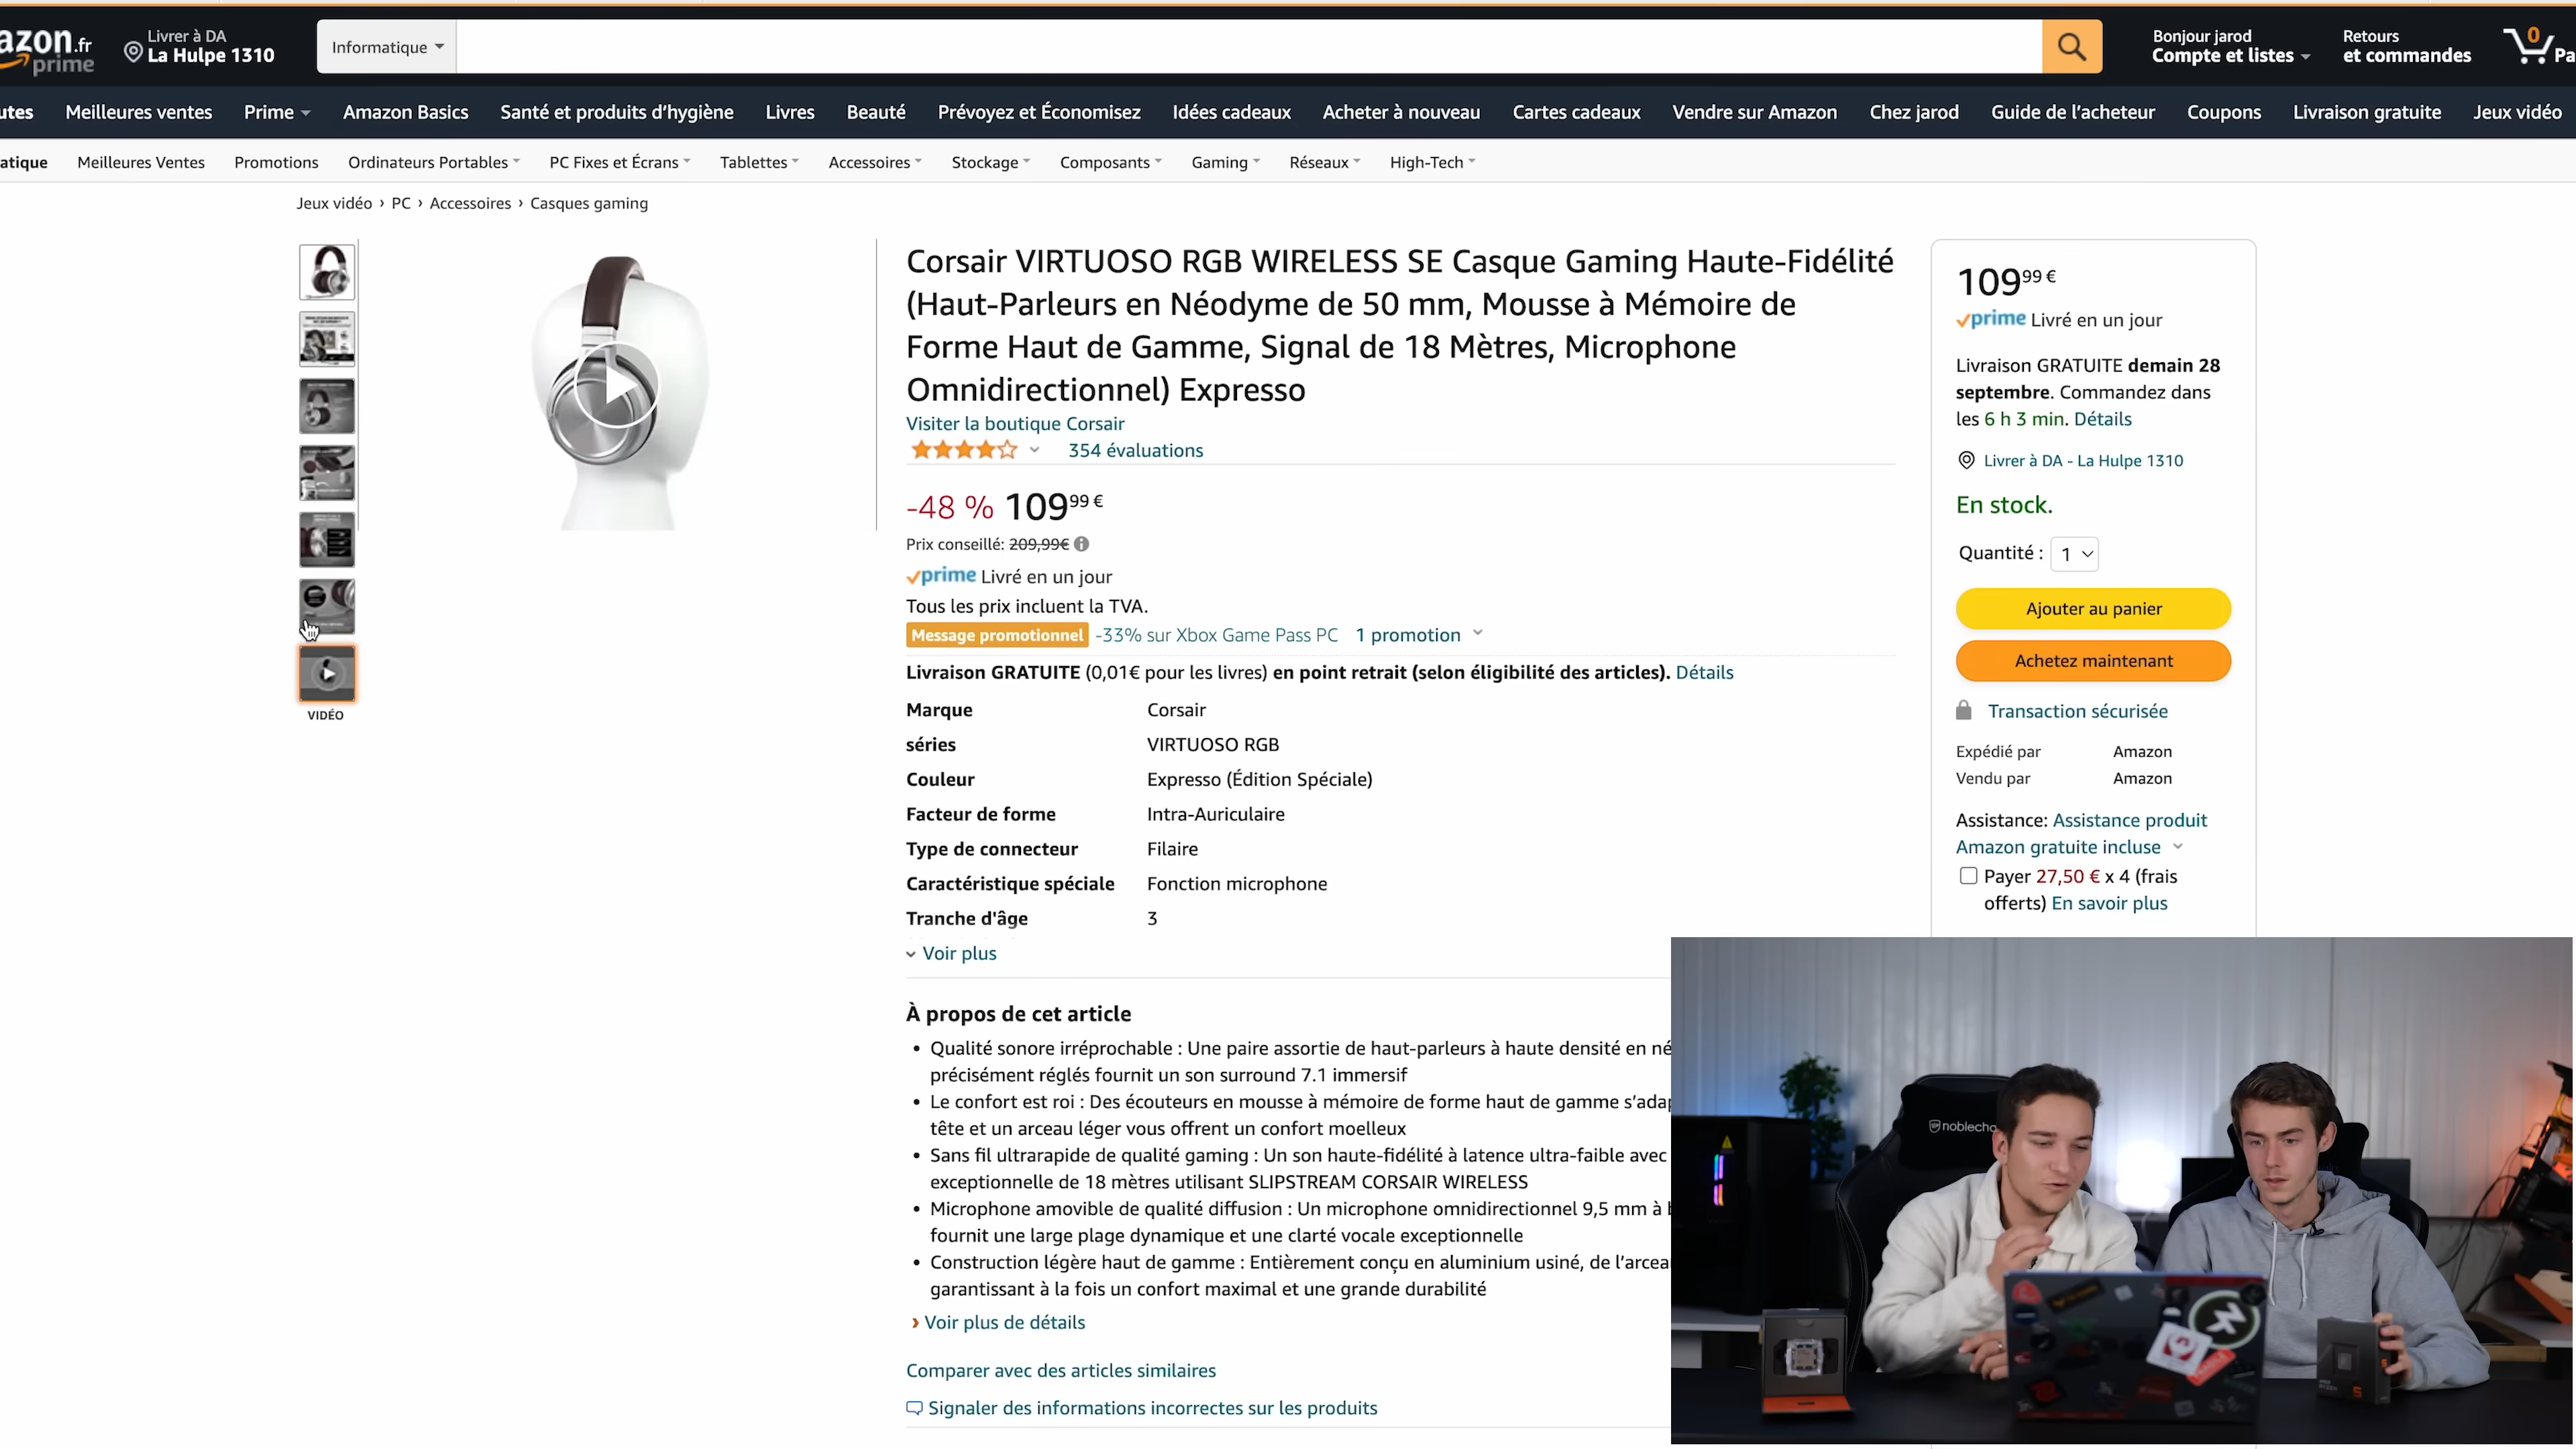 azon.fr
prime
Livrer à DA
La Hulpe 1310
Informatique
Bonjour jarod
Compte et listes
Retours
et commandes
0
Pa
utes Meilleures ventes Prime Amazon Basics Santé et produits d'hygiène Livres Beauté Prévoyez et Économisez Idées cadeaux Acheter à nouveau Cartes cadeaux Vendre sur Amazon Chez jarod Guide de l'acheteur Coupons Livraison gratuite Jeux vidéo
atique Meilleures Ventes Promotions Ordinateurs Portables PC Fixes et Écrans Tablettes Accessoires Stockage Composants Gaming Réseaux High-Tech
Jeux vidéo › PC › Accessoires › Casques gaming
VIDÉO
Corsair VIRTUOSO RGB WIRELESS SE Casque Gaming Haute-Fidélité
(Haut-Parleurs en Néodyme de 50 mm, Mousse à Mémoire de
Forme Haut de Gamme, Signal de 18 Mètres, Microphone
Omnidirectionnel) Expresso
Visiter la boutique Corsair
354 évaluations
-48 % 109,99 €
Prix conseillé: 209,99€
prime Livré en un jour
Tous les prix incluent la TVA.
Message promotionnel -33% sur Xbox Game Pass PC 1 promotion
Livraison GRATUITE (0,01€ pour les livres) en point retrait (selon éligibilité des articles). Détails
Marque Corsair
séries VIRTUOSO RGB
Couleur Expresso (Édition Spéciale)
Facteur de forme Intra-Auriculaire
Type de connecteur Filaire
Caractéristique spéciale Fonction microphone
Tranche d'âge 3
Voir plus
À propos de cet article
• Qualité sonore irréprochable : Une paire assortie de haut-parleurs à haute densité en né
précisément réglés fournit un son surround 7.1 immersif
• Le confort est roi : Des écouteurs en mousse à mémoire de forme haut de gamme s'adap
tête et un arceau léger vous offrent un confort moelleux
• Sans fil ultrarapide de qualité gaming : Un son haute-fidélité à latence ultra-faible avec
exceptionnelle de 18 mètres utilisant SLIPSTREAM CORSAIR WIRELESS
• Microphone amovible de qualité diffusion : Un microphone omnidirectionnel 9,5 mm à
fournit une large plage dynamique et une clarté vocale exceptionnelle
• Construction légère haut de gamme : Entièrement conçu en aluminium usiné, de l'arcea
garantissant à la fois un confort maximal et une grande durabilité
› Voir plus de détails
Comparer avec des articles similaires
Signaler des informations incorrectes sur les produits
109,99 €
prime Livré en un jour
Livraison GRATUITE demain 28
septembre. Commandez dans
les 6 h 3 min. Détails
Livrer à DA - La Hulpe 1310
En stock.
Quantité : 1
Ajouter au panier
Achetez maintenant
Transaction sécurisée
Expédié par Amazon
Vendu par Amazon
Assistance: Assistance produit
Amazon gratuite incluse
Payer 27,50 € x 4 (frais
offerts) En savoir plus
noblecha
5